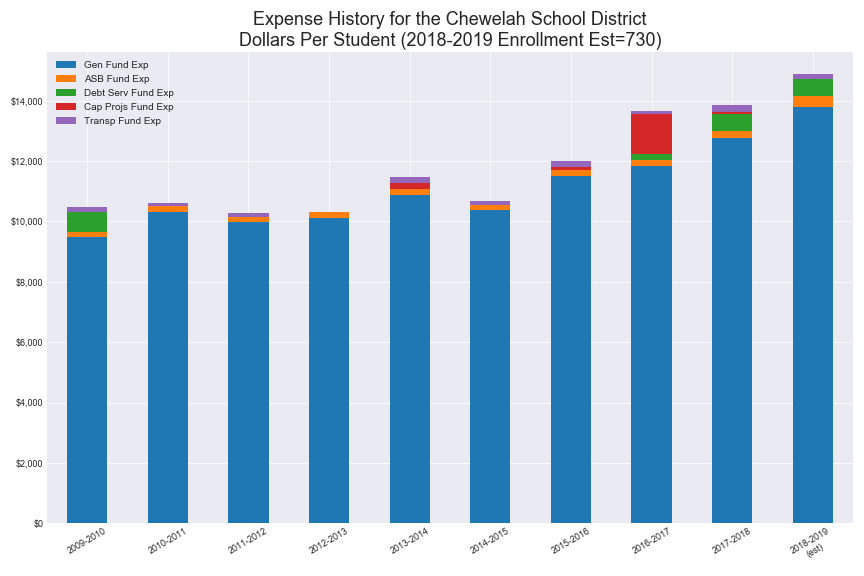 Expense History for the Chewelah School District
Dollars Per Student (2018-2019 Enrollment Est=730)
Gen Fund Exp
ASB Fund Exp
Debt Serv Fund Exp
Cap Projs Fund Exp
Transp Fund Exp
$14,000
$12,000
$10,000
$8,000
$6,000
$4,000
$2,000
$0
2009-2010
2010-2011
2011-2012
2012-2013
2013-2014
2014-2015
2015-2016
2016-2017
2017-2018
2018-2019
(est)